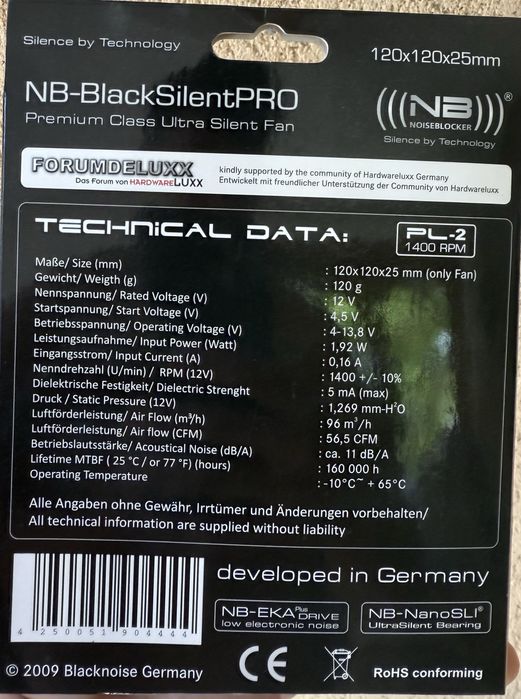 Silence by Technology
120x120x25mm
NB-BlackSilentPRO
Premium Class Ultra Silent Fan
NB®
NOISEBLOCKER
Silence by Technology
FORUMDELUXX
Das Forum von HARDWARELUXX
kindly supported by the community of Hardwareluxx Germany
Entwickelt mit freundlicher Unterstützung der Community von Hardwareluxx
TECHNiCAL DATA:
PL-2
1400 RPM
Maße/ Size (mm) : 120x120x25 mm (only Fan)
Gewicht/ Weigth (g) : 120 g
Nennspannung/ Rated Voltage (V) : 12 V
Startspannung/ Start Voltage (V) : 4,5 V
Betriebsspannung/ Operating Voltage (V) : 4-13,8 V
Leistungsaufnahme/ Input Power (Watt) : 1,92 W
Eingangsstrom/ Input Current (A) : 0,16 A
Nenndrehzahl (U/min) / RPM (12V) : 1400 +/- 10%
Dielektrische Festigkeit/ Dielectric Strenght : 5 mA (max)
Druck / Static Pressure (12V) : 1,269 mm-H²O
Luftförderleistung/ Air Flow (m³/h) : 96 m³/h
Luftförderleistung/ Air flow (CFM) : 56,5 CFM
Betriebslautstärke/ Acoustical Noise (dB/A) : ca. 11 dB/A
Lifetime MTBF ( 25 °C / or 77 °F) (hours) : 160 000 h
Operating Temperature : -10°C~ + 65°C
Alle Angaben ohne Gewähr, Irrtümer und Änderungen vorbehalten/
All technical information are supplied without liability
developed in Germany
NB-EKA Plus DRIVE
low electronic noise
NB-NanoSLI®
UltraSilent Bearing
4 250051 904444
© 2009 Blacknoise Germany
CE
RoHS conforming